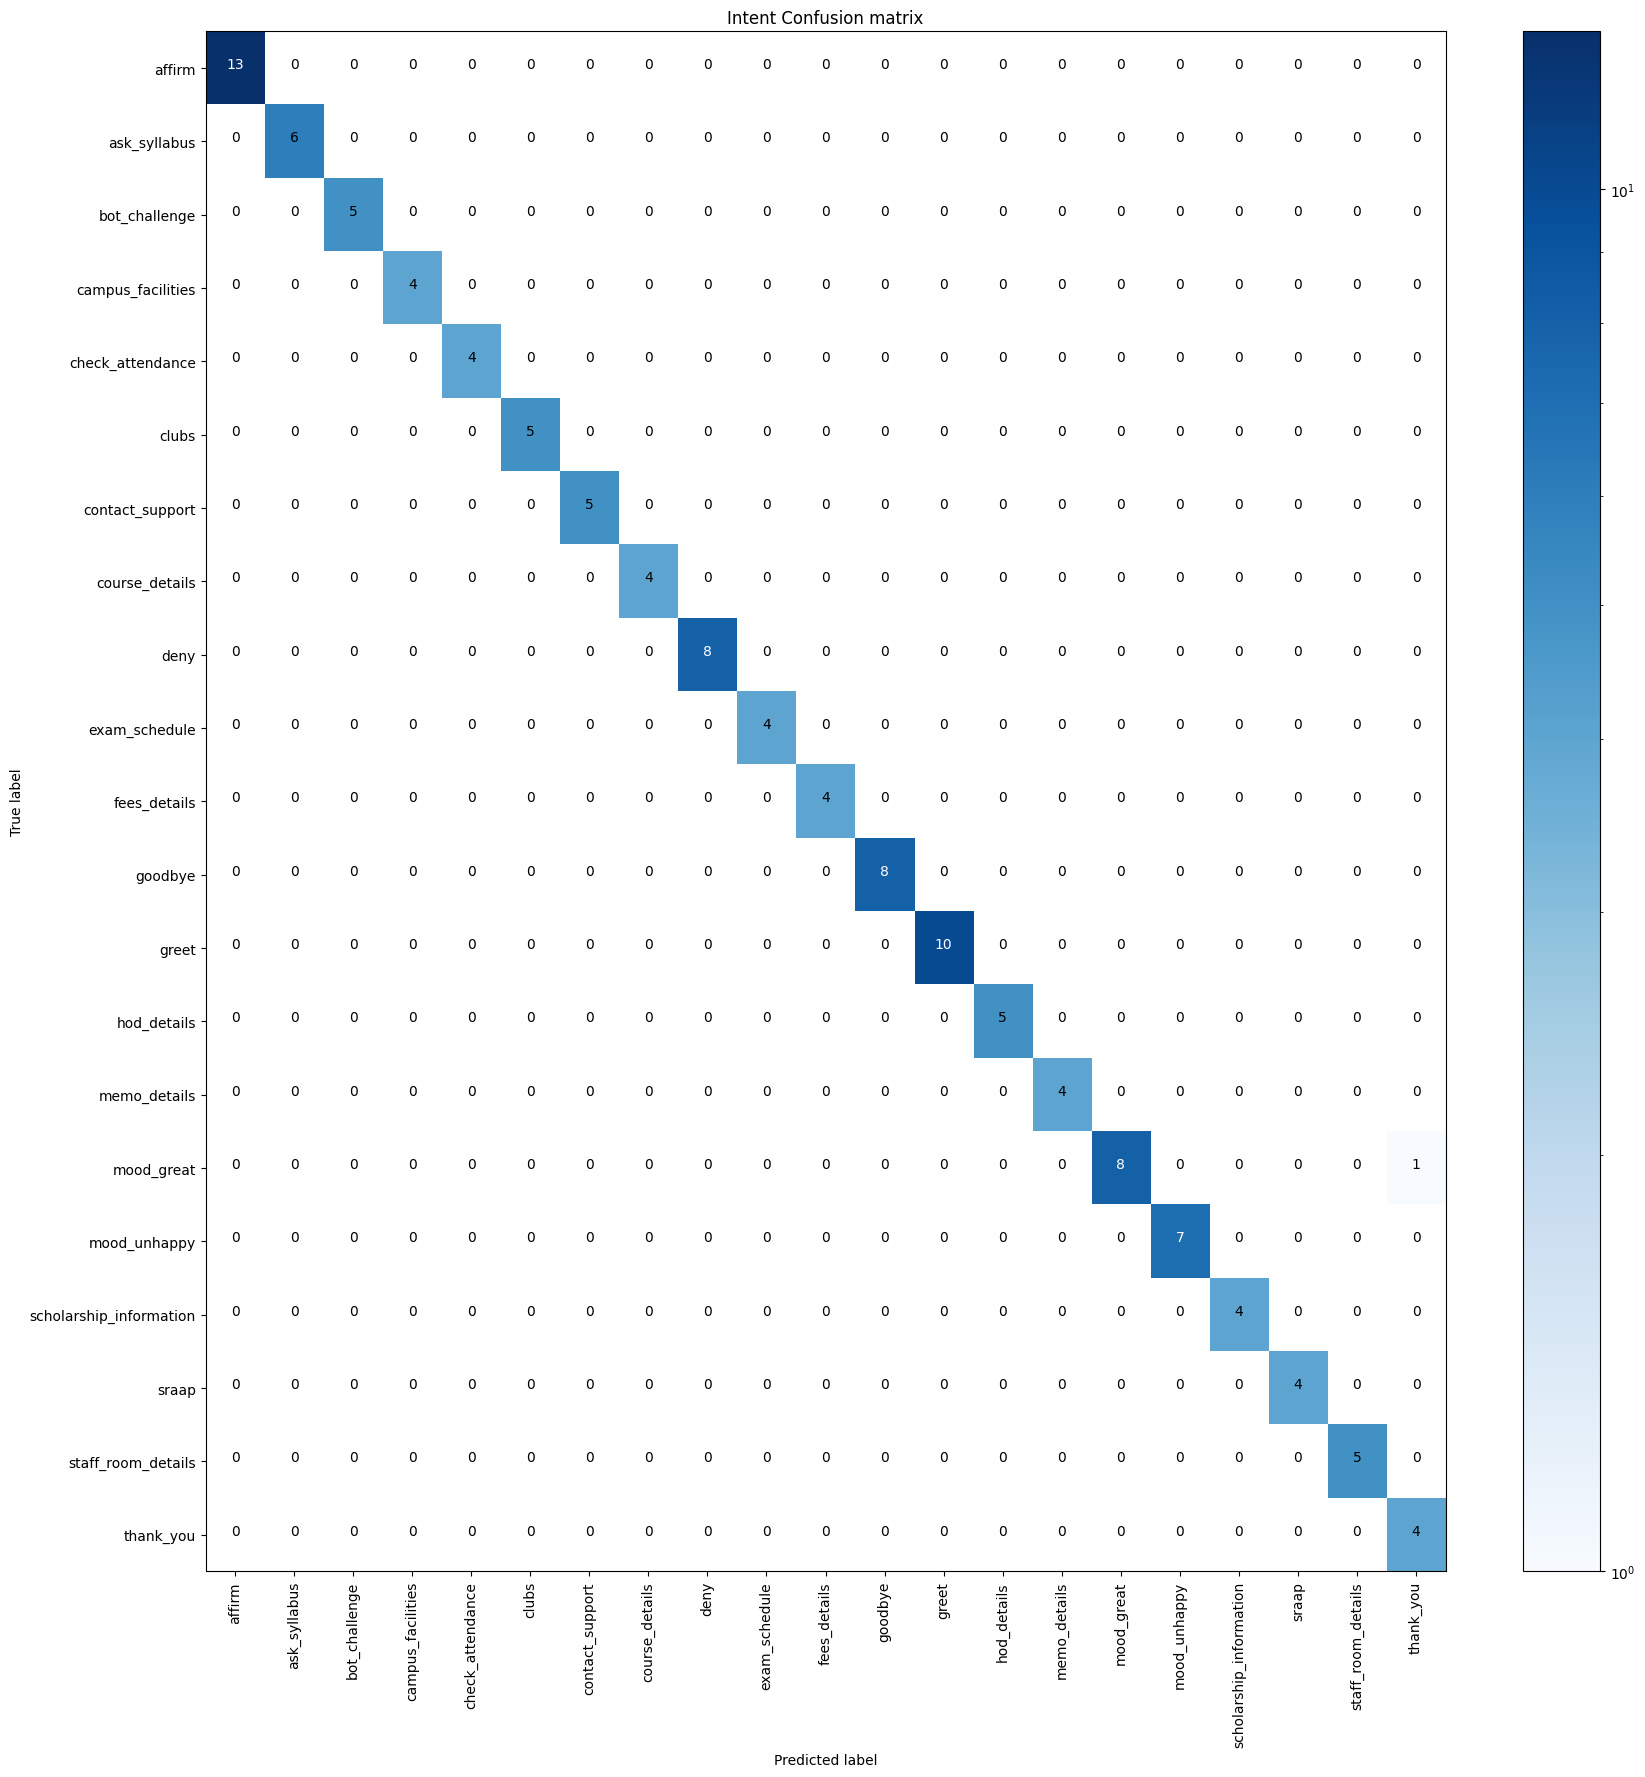 Intent Confusion matrix
affirm 13 0 0 0 0 0 0 0 0 0 0 0 0 0 0 0 0 0 0 0 0
ask_syllabus 0 6 0 0 0 0 0 0 0 0 0 0 0 0 0 0 0 0 0 0 0
bot_challenge 0 0 5 0 0 0 0 0 0 0 0 0 0 0 0 0 0 0 0 0 0
campus_facilities 0 0 0 4 0 0 0 0 0 0 0 0 0 0 0 0 0 0 0 0 0
check_attendance 0 0 0 0 4 0 0 0 0 0 0 0 0 0 0 0 0 0 0 0 0
clubs 0 0 0 0 0 5 0 0 0 0 0 0 0 0 0 0 0 0 0 0 0
contact_support 0 0 0 0 0 0 5 0 0 0 0 0 0 0 0 0 0 0 0 0 0
course_details 0 0 0 0 0 0 0 4 0 0 0 0 0 0 0 0 0 0 0 0 0
deny 0 0 0 0 0 0 0 0 8 0 0 0 0 0 0 0 0 0 0 0 0
exam_schedule 0 0 0 0 0 0 0 0 0 4 0 0 0 0 0 0 0 0 0 0 0
fees_details 0 0 0 0 0 0 0 0 0 0 4 0 0 0 0 0 0 0 0 0 0
goodbye 0 0 0 0 0 0 0 0 0 0 0 8 0 0 0 0 0 0 0 0 0
greet 0 0 0 0 0 0 0 0 0 0 0 0 10 0 0 0 0 0 0 0 0
hod_details 0 0 0 0 0 0 0 0 0 0 0 0 0 5 0 0 0 0 0 0 0
memo_details 0 0 0 0 0 0 0 0 0 0 0 0 0 0 4 0 0 0 0 0 0
mood_great 0 0 0 0 0 0 0 0 0 0 0 0 0 0 0 8 0 0 0 0 1
mood_unhappy 0 0 0 0 0 0 0 0 0 0 0 0 0 0 0 0 7 0 0 0 0
scholarship_information 0 0 0 0 0 0 0 0 0 0 0 0 0 0 0 0 0 4 0 0 0
sraap 0 0 0 0 0 0 0 0 0 0 0 0 0 0 0 0 0 0 4 0 0
staff_room_details 0 0 0 0 0 0 0 0 0 0 0 0 0 0 0 0 0 0 0 5 0
thank_you 0 0 0 0 0 0 0 0 0 0 0 0 0 0 0 0 0 0 0 0 4
True label
affirm
ask_syllabus
bot_challenge
campus_facilities
check_attendance
clubs
contact_support
course_details
deny
exam_schedule
fees_details
goodbye
greet
hod_details
memo_details
mood_great
mood_unhappy
scholarship_information
sraap
staff_room_details
thank_you
Predicted label
10¹
10⁰